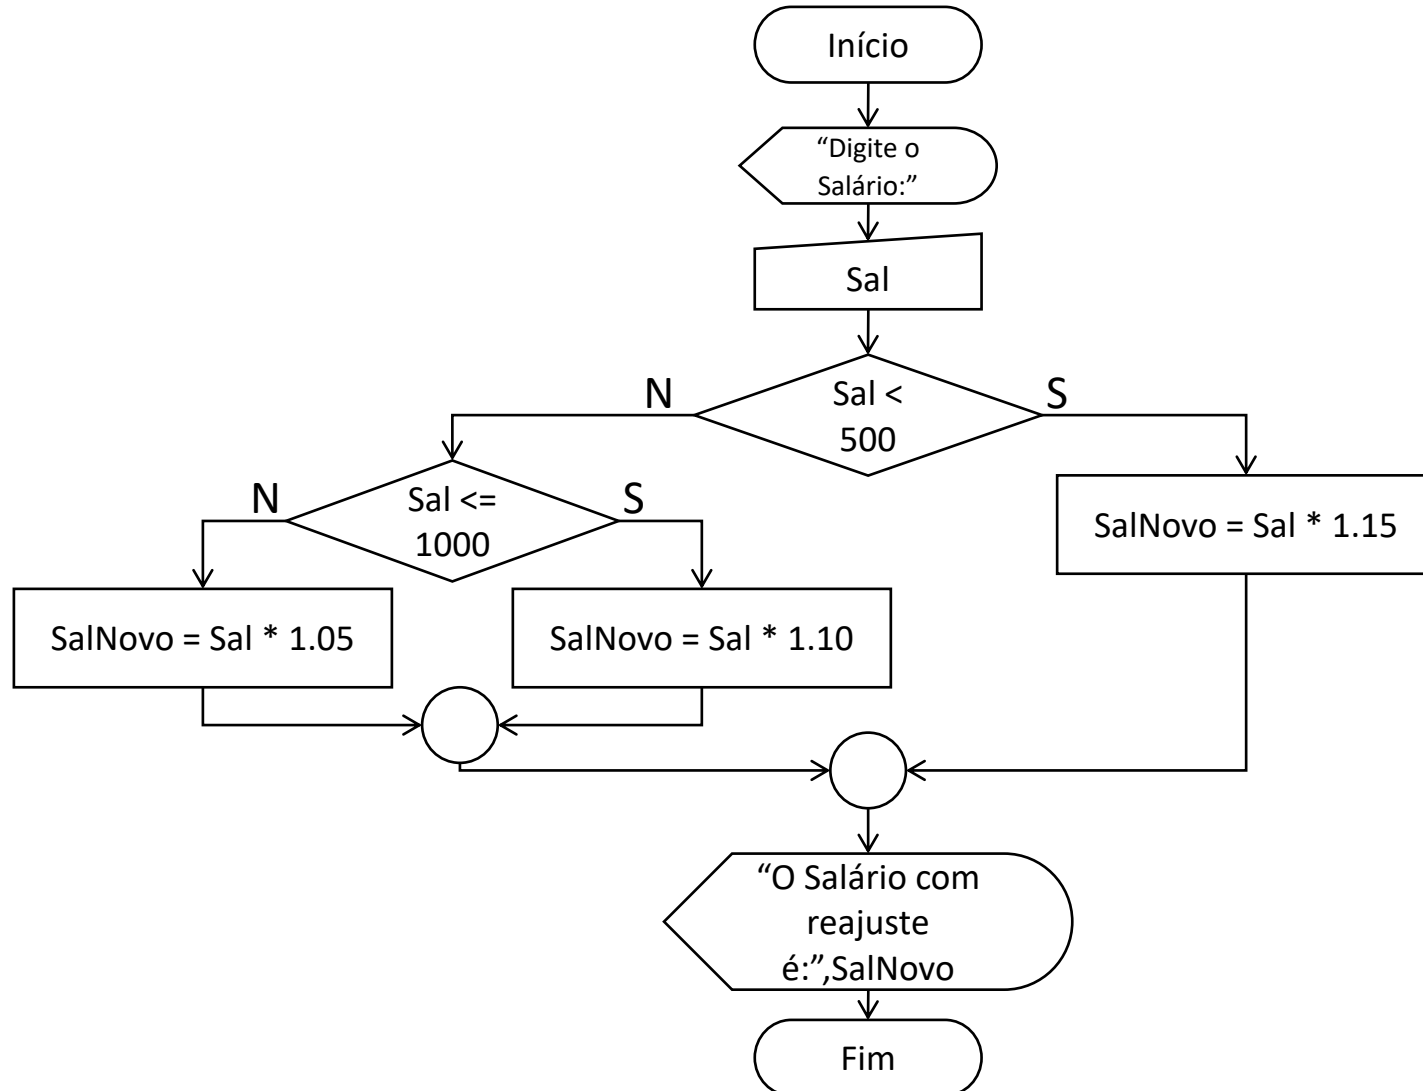 Início
“Digite o
Salário:”
Sal
N
Sal <
500
S
N
Sal <=
1000
S
SalNovo = Sal * 1.15
SalNovo = Sal * 1.05
SalNovo = Sal * 1.10
“O Salário com
reajuste
é:”,SalNovo
Fim